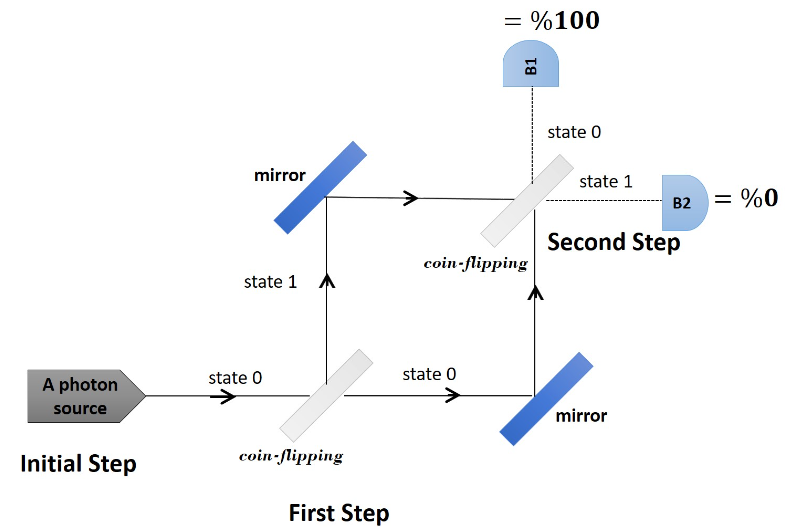 = %100
B1
state 0
mirror
state 1
B2
= %0
Second Step
coin-flipping
state 1
A photon
source
state 0
state 0
mirror
coin-flipping
Initial Step
First Step